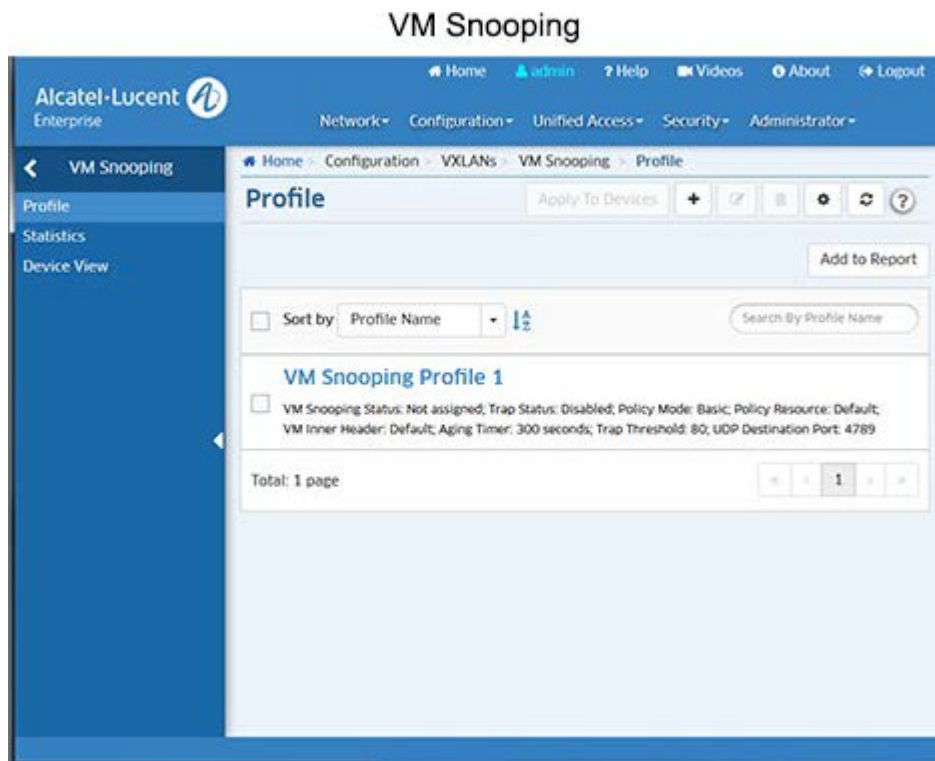 VM Snooping
Home admin ? Help Videos About Logout
Alcatel·Lucent
Enterprise
Network Configuration Unified Access Security Administrator
VM Snooping
Profile
Statistics
Device View
Home > Configuration > VXLANs > VM Snooping > Profile
Profile
Apply To Devices
?
Add to Report
Sort by Profile Name
Search By Profile Name
VM Snooping Profile 1
VM Snooping Status: Not assigned; Trap Status: Disabled; Policy Mode: Basic; Policy Resource: Default;
VM Inner Header: Default; Aging Timer: 300 seconds; Trap Threshold: 80; UDP Destination Port: 4789
Total: 1 page
« ‹ 1 › »